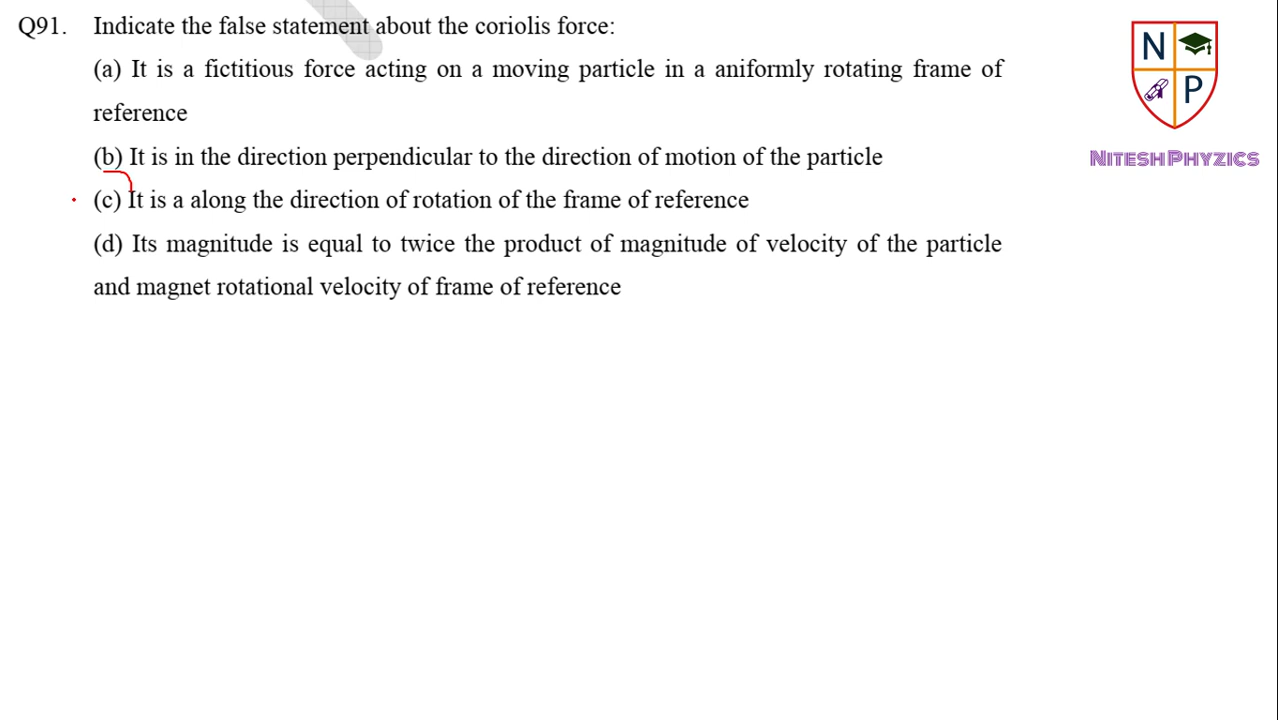 Q91. Indicate the false statement about the coriolis force:
(a) It is a fictitious force acting on a moving particle in a aniformly rotating frame of
reference
(b) It is in the direction perpendicular to the direction of motion of the particle
(c) It is a along the direction of rotation of the frame of reference
(d) Its magnitude is equal to twice the product of magnitude of velocity of the particle
and magnet rotational velocity of frame of reference
N
P
NITESH PHYZICS